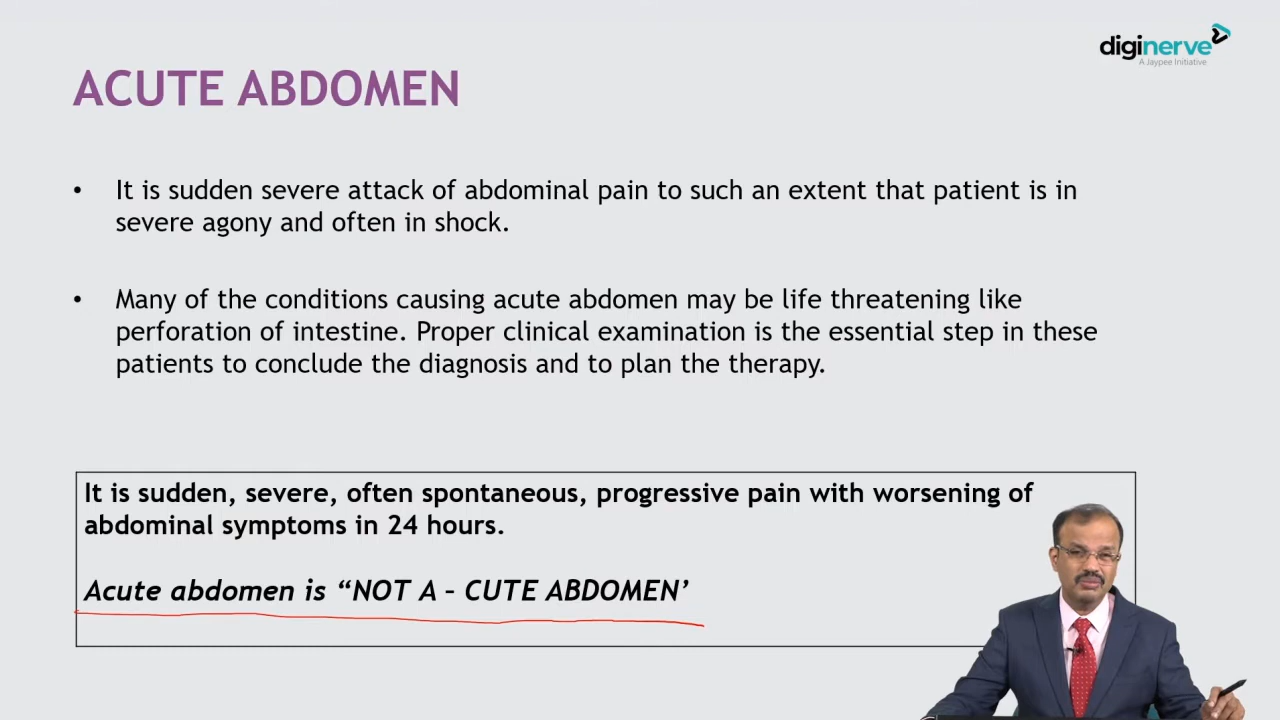 diginerve
A Jaypee Initiative
ACUTE ABDOMEN
• It is sudden severe attack of abdominal pain to such an extent that patient is in
severe agony and often in shock.
• Many of the conditions causing acute abdomen may be life threatening like
perforation of intestine. Proper clinical examination is the essential step in these
patients to conclude the diagnosis and to plan the therapy.
It is sudden, severe, often spontaneous, progressive pain with worsening of
abdominal symptoms in 24 hours.
Acute abdomen is “NOT A – CUTE ABDOMEN’